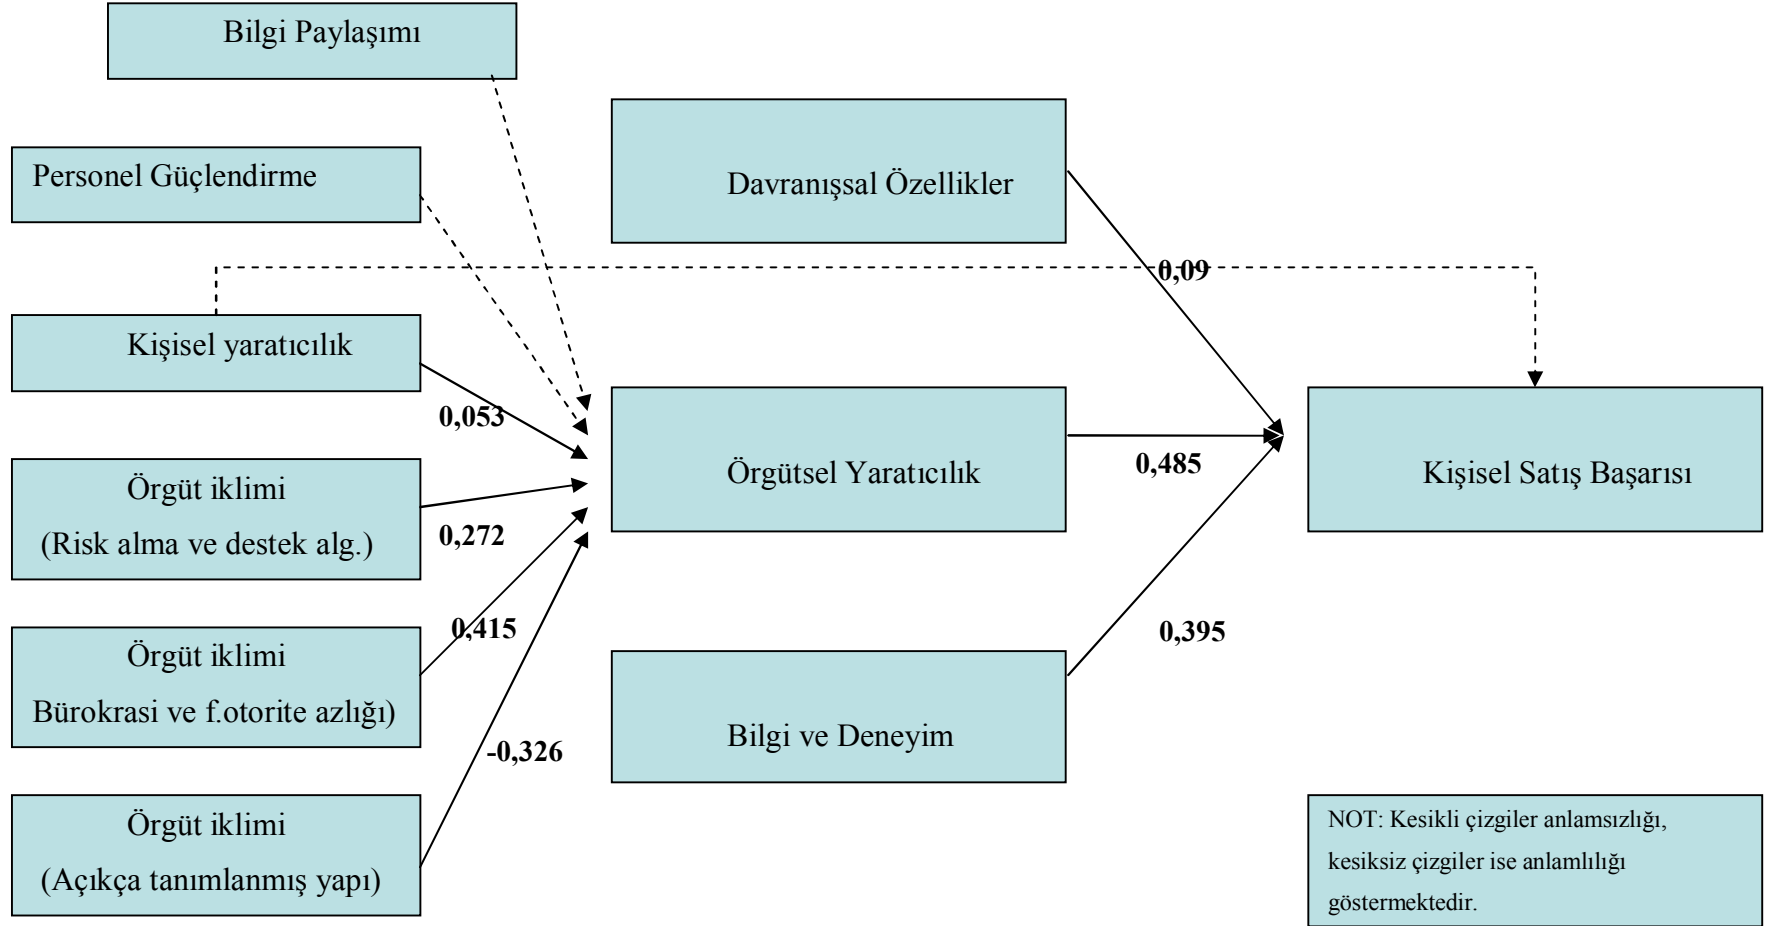 Bilgi Paylaşımı
Personel Güçlendirme
Davranışsal Özellikler
0,09
Kişisel yaratıcılık
0,053
Örgütsel Yaratıcılık
0,485
Kişisel Satış Başarısı
Örgüt iklimi
(Risk alma ve destek alg.)
0,272
Örgüt iklimi
Bürokrasi ve f.otorite azlığı)
0,415
0,395
Bilgi ve Deneyim
-0,326
Örgüt iklimi
(Açıkça tanımlanmış yapı)
NOT: Kesikli çizgiler anlamsızlığı,
kesiksiz çizgiler ise anlamlılığı
göstermektedir.